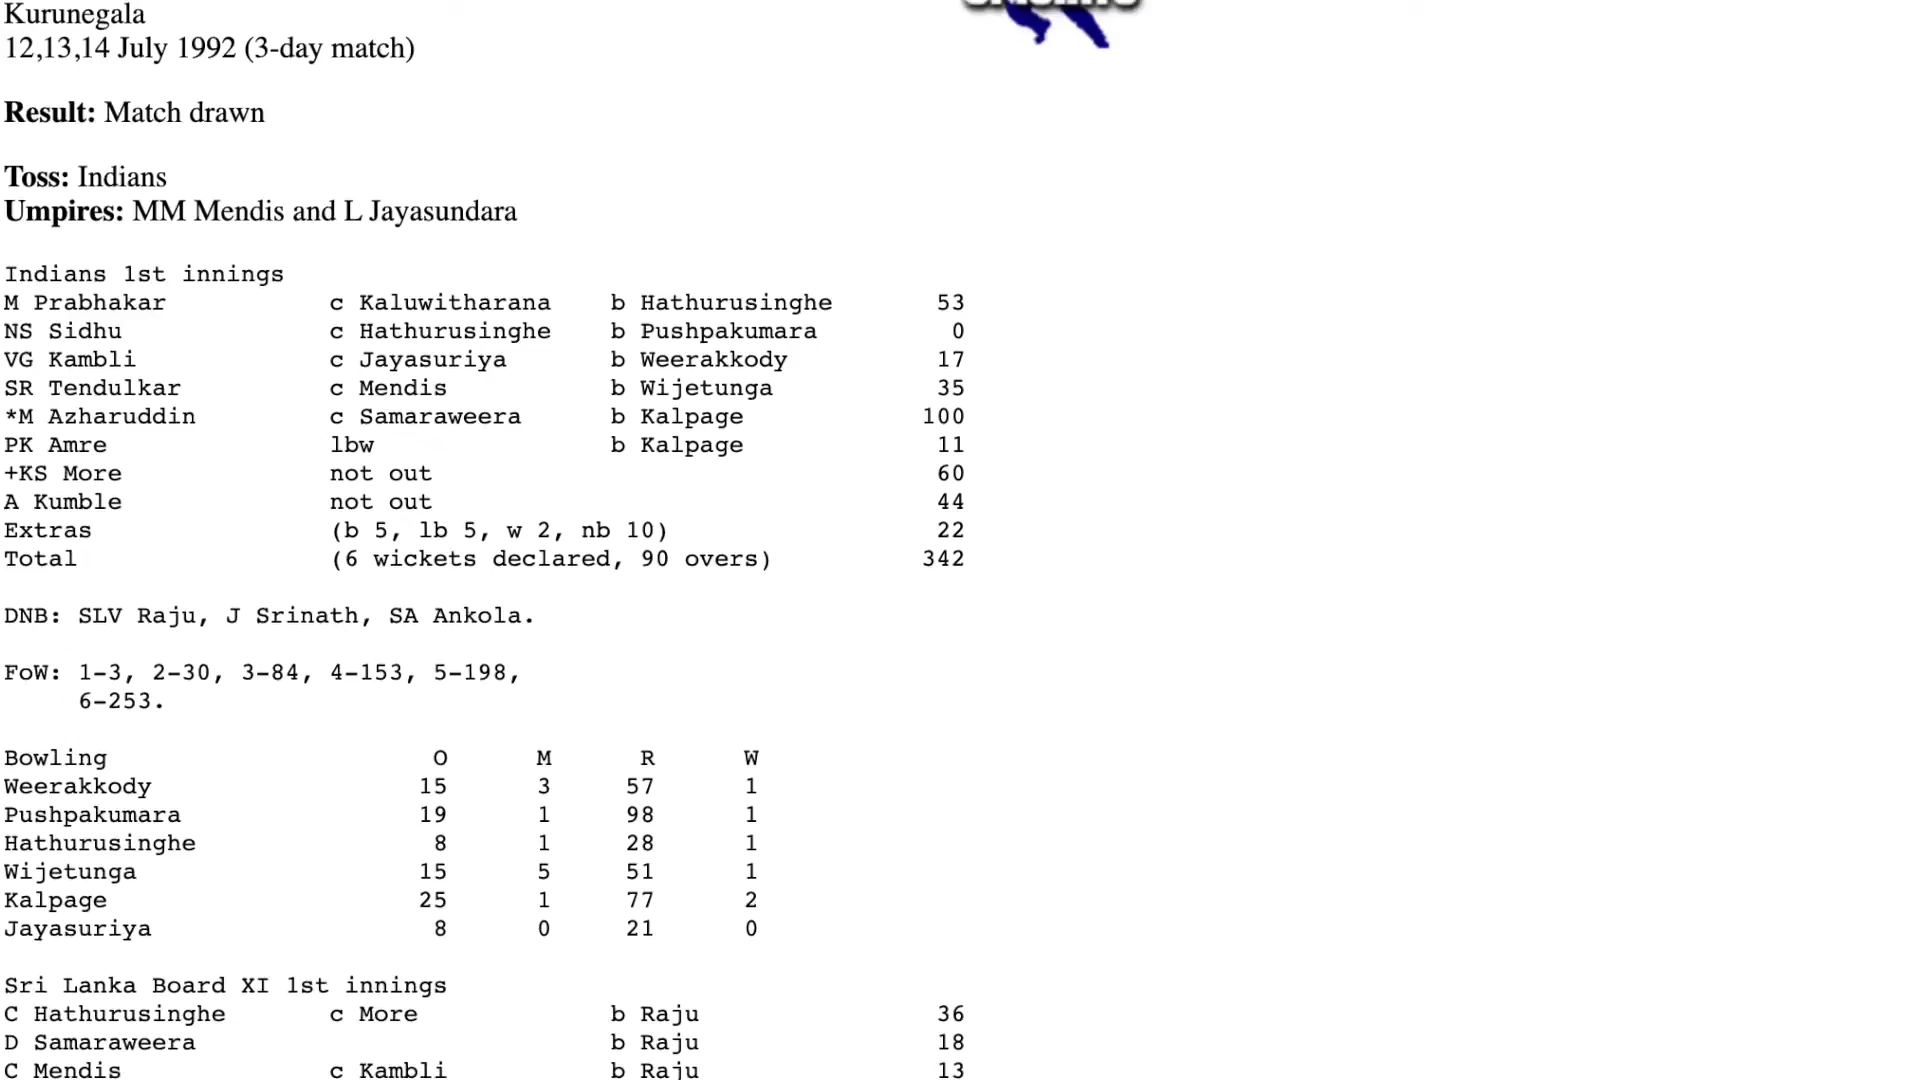 Kurunegala
12,13,14 July 1992 (3-day match)
Result: Match drawn
Toss: Indians
Umpires: MM Mendis and L Jayasundara
Indians 1st innings
M Prabhakar c Kaluwitharana b Hathurusinghe 53
NS Sidhu c Hathurusinghe b Pushpakumara 0
VG Kambli c Jayasuriya b Weerakkody 17
SR Tendulkar c Mendis b Wijetunga 35
*M Azharuddin c Samaraweera b Kalpage 100
PK Amre lbw b Kalpage 11
+KS More not out 60
A Kumble not out 44
Extras (b 5, lb 5, w 2, nb 10) 22
Total (6 wickets declared, 90 overs) 342
DNB: SLV Raju, J Srinath, SA Ankola.
FoW: 1-3, 2-30, 3-84, 4-153, 5-198,
6-253.
Bowling O M R W
Weerakkody 15 3 57 1
Pushpakumara 19 1 98 1
Hathurusinghe 8 1 28 1
Wijetunga 15 5 51 1
Kalpage 25 1 77 2
Jayasuriya 8 0 21 0
Sri Lanka Board XI 1st innings
C Hathurusinghe c More b Raju 36
D Samaraweera b Raju 18
C Mendis c Kambli b Raju 13